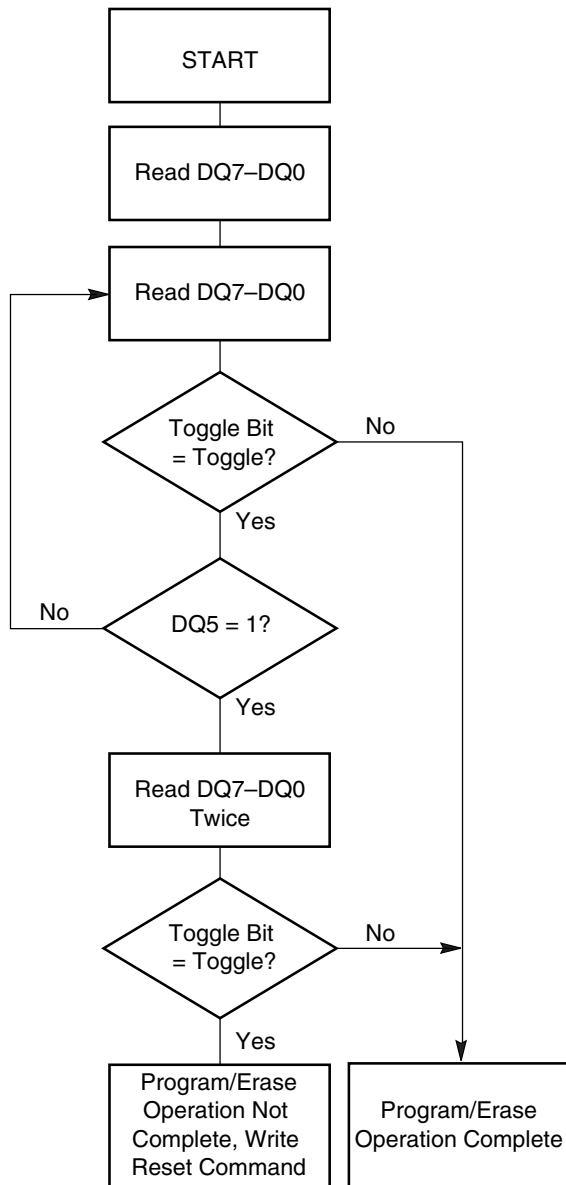 START
Read DQ7–DQ0
Read DQ7–DQ0
Toggle Bit
= Toggle?
No
Yes
No
DQ5 = 1?
Yes
Read DQ7–DQ0
Twice
Toggle Bit
= Toggle?
No
Yes
Program/Erase
Operation Not
Complete, Write
Reset Command
Program/Erase
Operation Complete